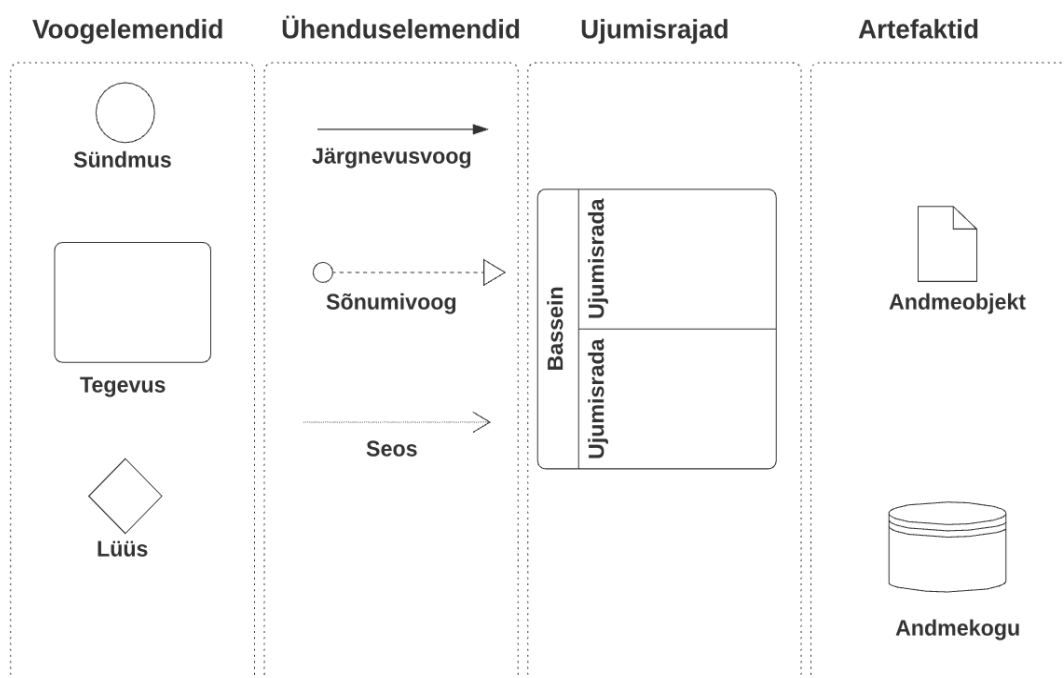 Voogelemendid
Sündmus
Tegevus
Lüüs
Ühenduselemendid
Järgnevusvoog
Sõnumivoog
Seos
Ujumisrajad
Bassein
Ujumisrada
Ujumisrada
Artefaktid
Andmeobjekt
Andmekogu